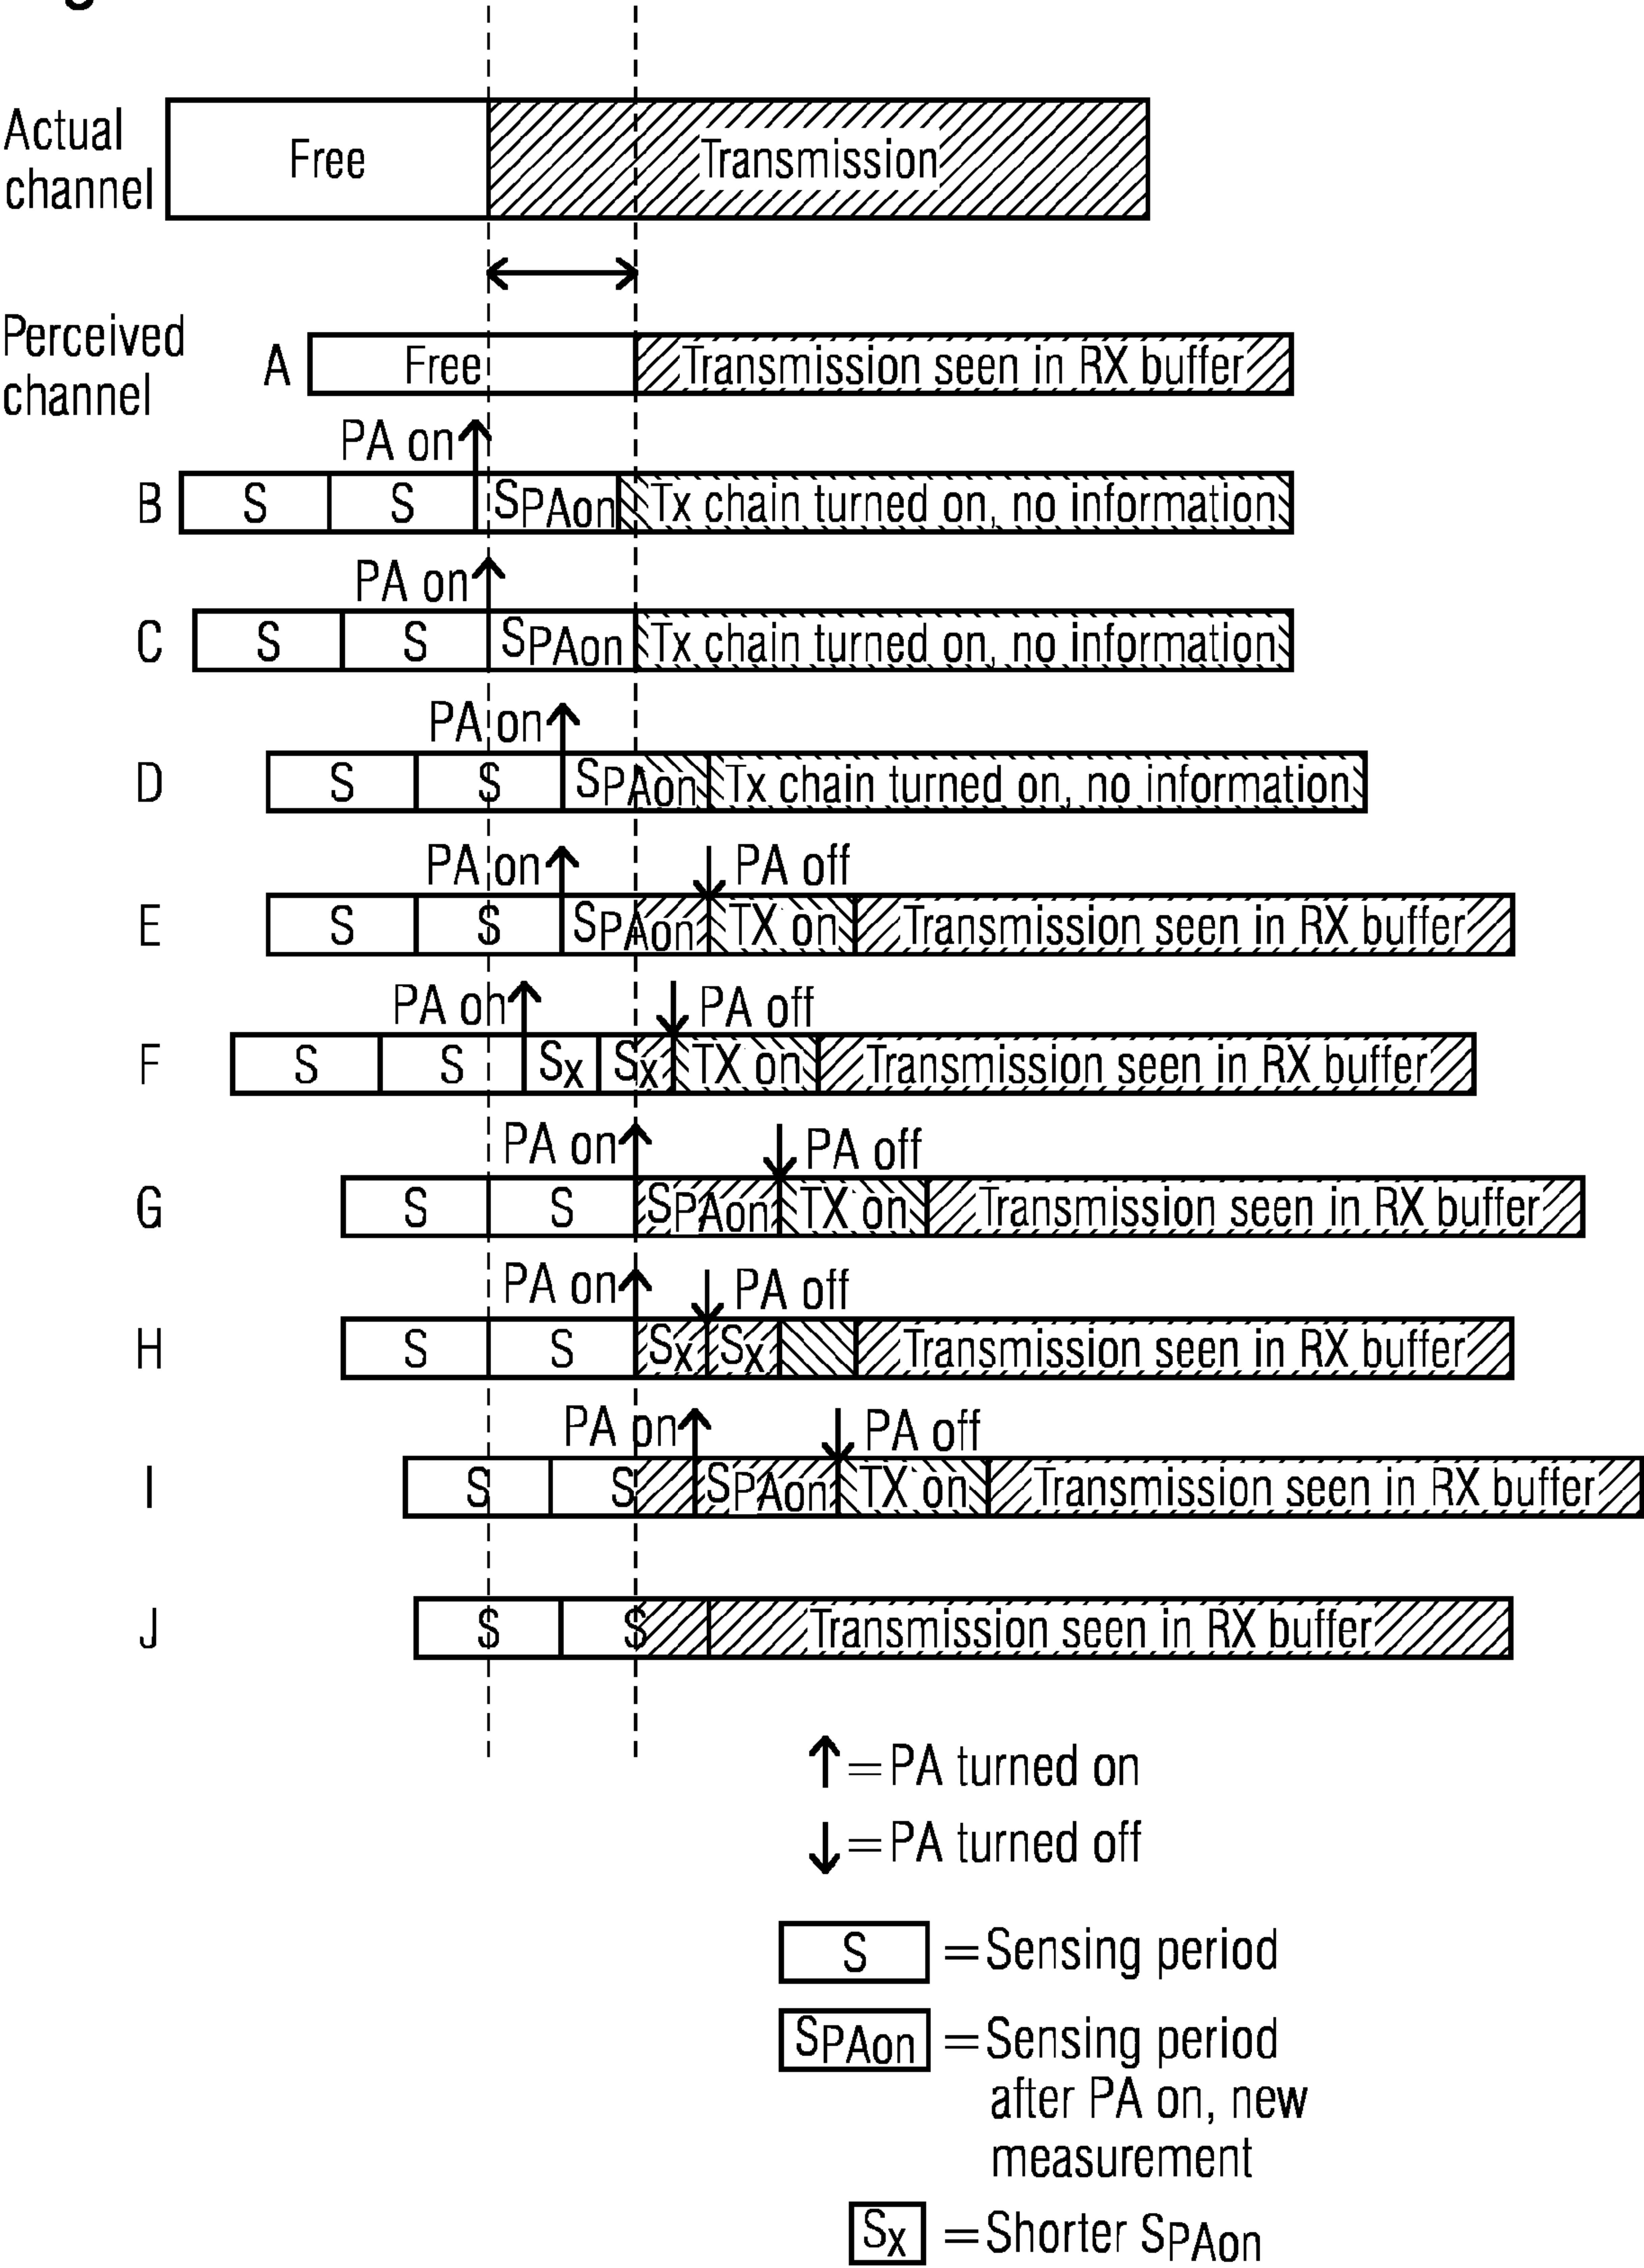 Actual
channel
Free
Transmission
Perceived
channel
A
Free
Transmission seen in RX buffer
PA on
B
S
S
SPAon
Tx chain turned on, no information
PA on
C
S
S
SPAon
Tx chain turned on, no information
PA on
D
S
S
SPAon
Tx chain turned on, no information
PA on
PA off
E
S
S
SPAon
TX on
Transmission seen in RX buffer
PA on
PA off
F
S
S
Sx
Sx
TX on
Transmission seen in RX buffer
PA on
PA off
G
S
S
SPAon
TX on
Transmission seen in RX buffer
PA on
PA off
H
S
S
Sx
Sx
Transmission seen in RX buffer
PA on
PA off
I
S
S
SPAon
TX on
Transmission seen in RX buffer
J
S
S
Transmission seen in RX buffer
↑ = PA turned on
↓ = PA turned off
S = Sensing period
SPAon = Sensing period
after PA on, new
measurement
Sx = Shorter SPAon